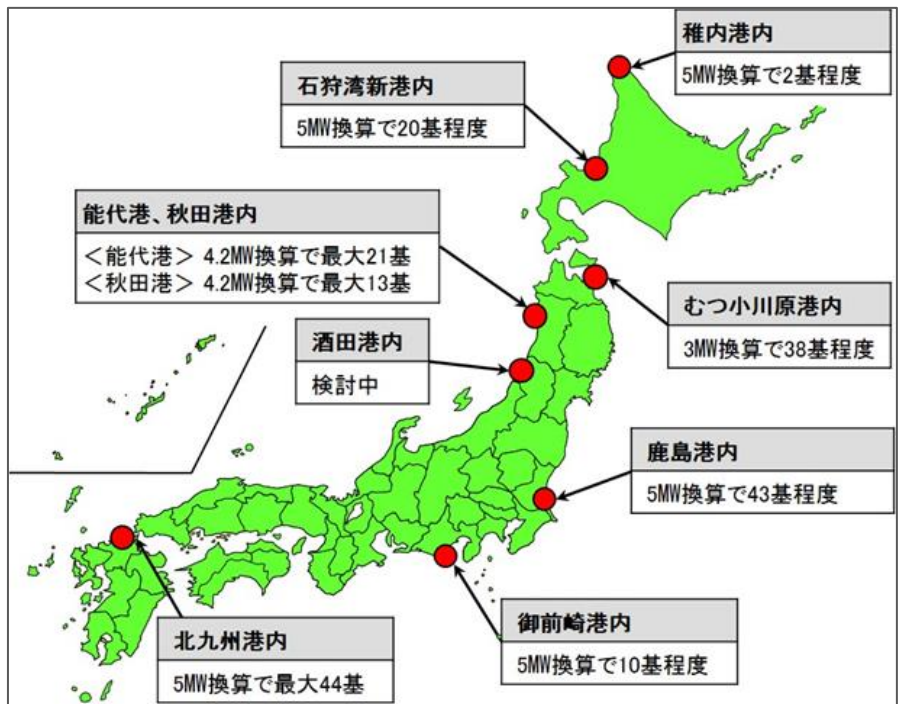 稚内港内
5MW換算で2基程度
石狩湾新港内
5MW換算で20基程度
能代港、秋田港内
＜能代港＞ 4.2MW換算で最大21基
＜秋田港＞ 4.2MW換算で最大13基
むつ小川原港内
3MW換算で38基程度
酒田港内
検討中
鹿島港内
5MW換算で43基程度
御前崎港内
5MW換算で10基程度
北九州港内
5MW換算で最大44基